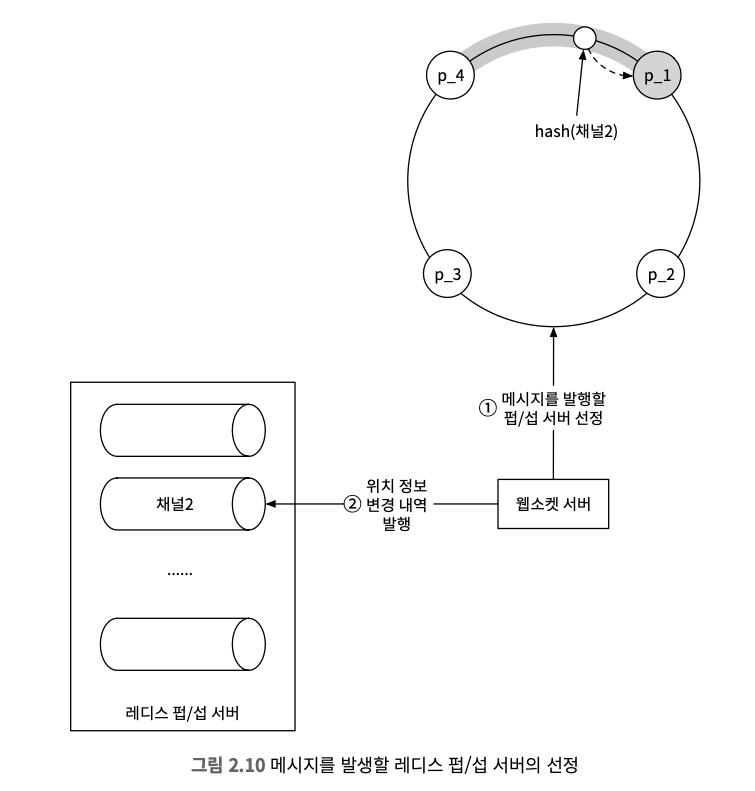 p_4
p_1
hash(채널2)
p_3
p_2
① 메시지를 발행할
펍/섭 서버 선정
채널2
② 위치 정보
변경 내역
발행
웹소켓 서버
......
레디스 펍/섭 서버
그림 2.10 메시지를 발생할 레디스 펍/섭 서버의 선정